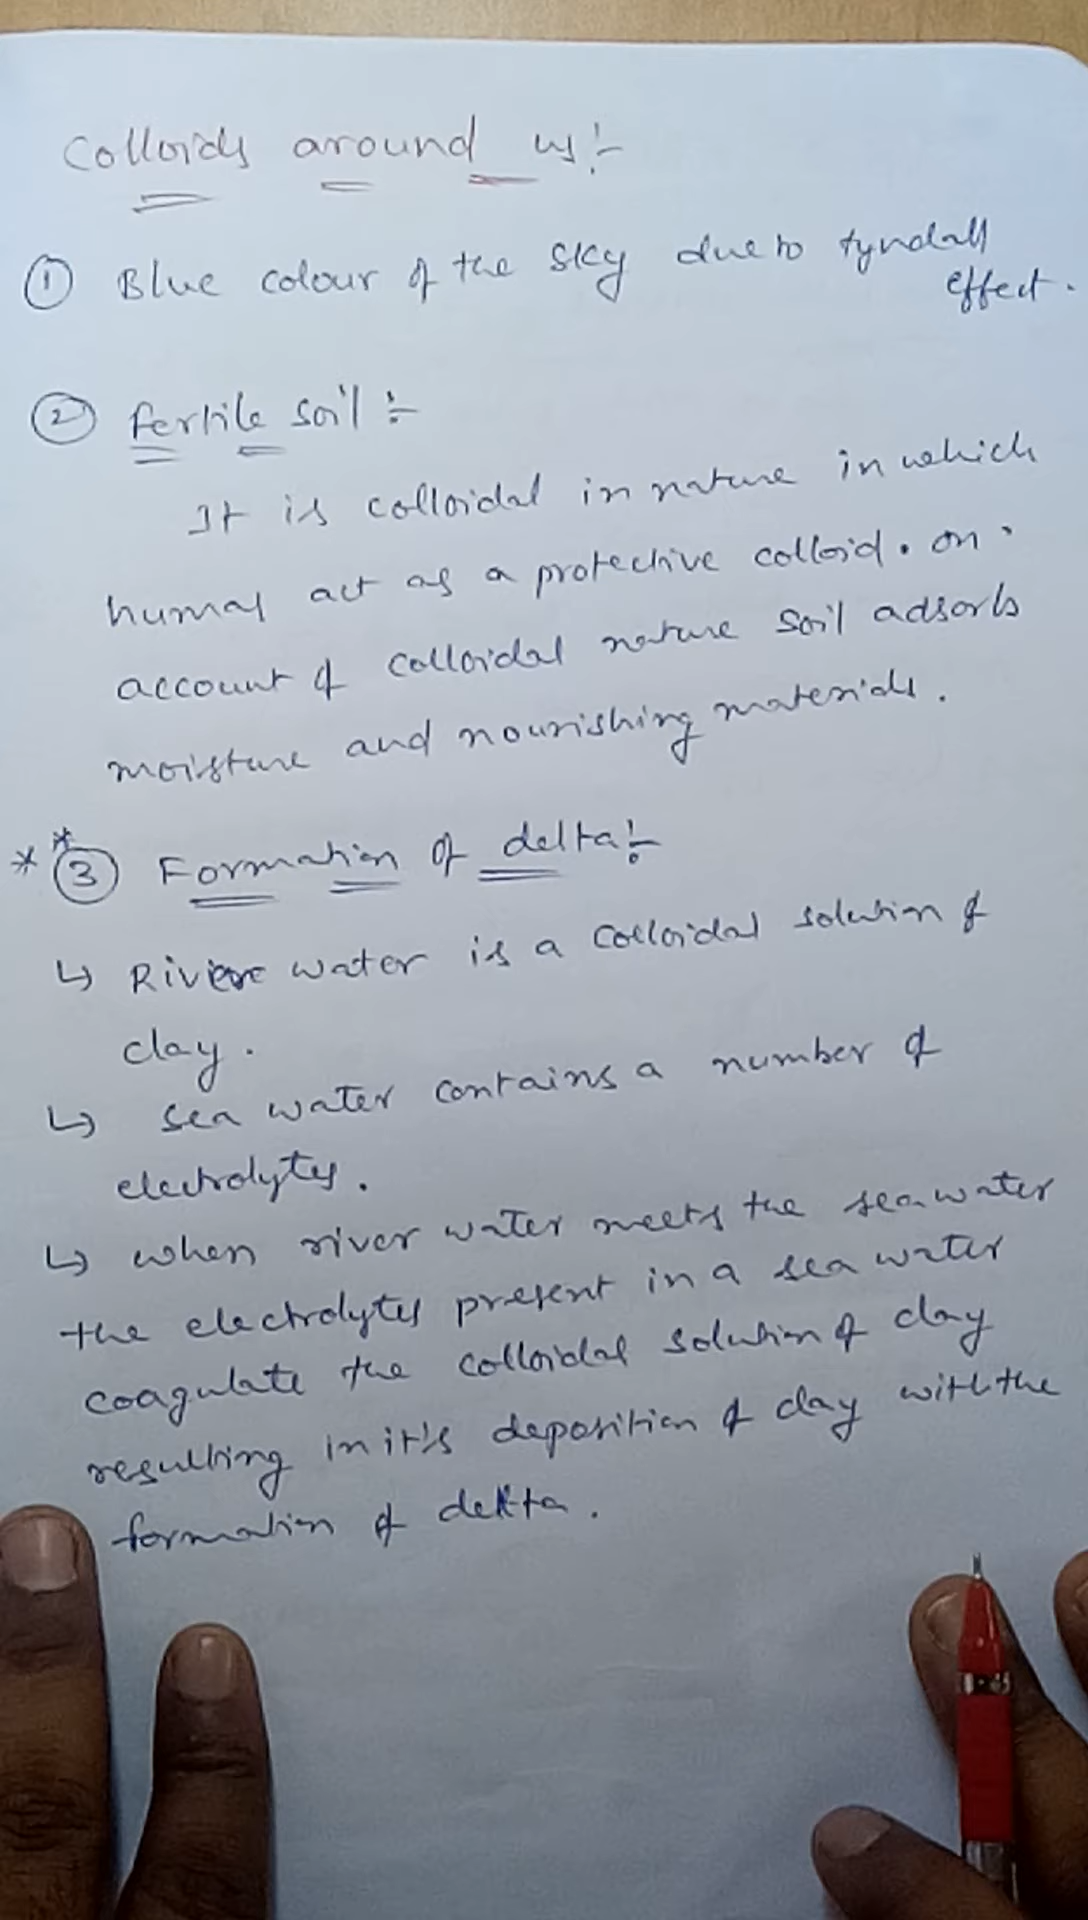 Colloids around us:-
① Blue colour of the sky due to tyndall
effect.
② fertile soil :-
It is colloidal in nature in which
humas act as a protective colloid. on
account of colloidal nature soil adsorbs
moisture and nourishing materials.
** ③ Formation of delta:-
↳ River water is a colloidal solution of
clay.
↳ sea water contains a number of
electrolytes.
↳ when river water meets the sea water
the electrolytes present in a sea water
coagulate the colloidal solution of clay
resulting in it's deposition of clay with the
formation of delta.